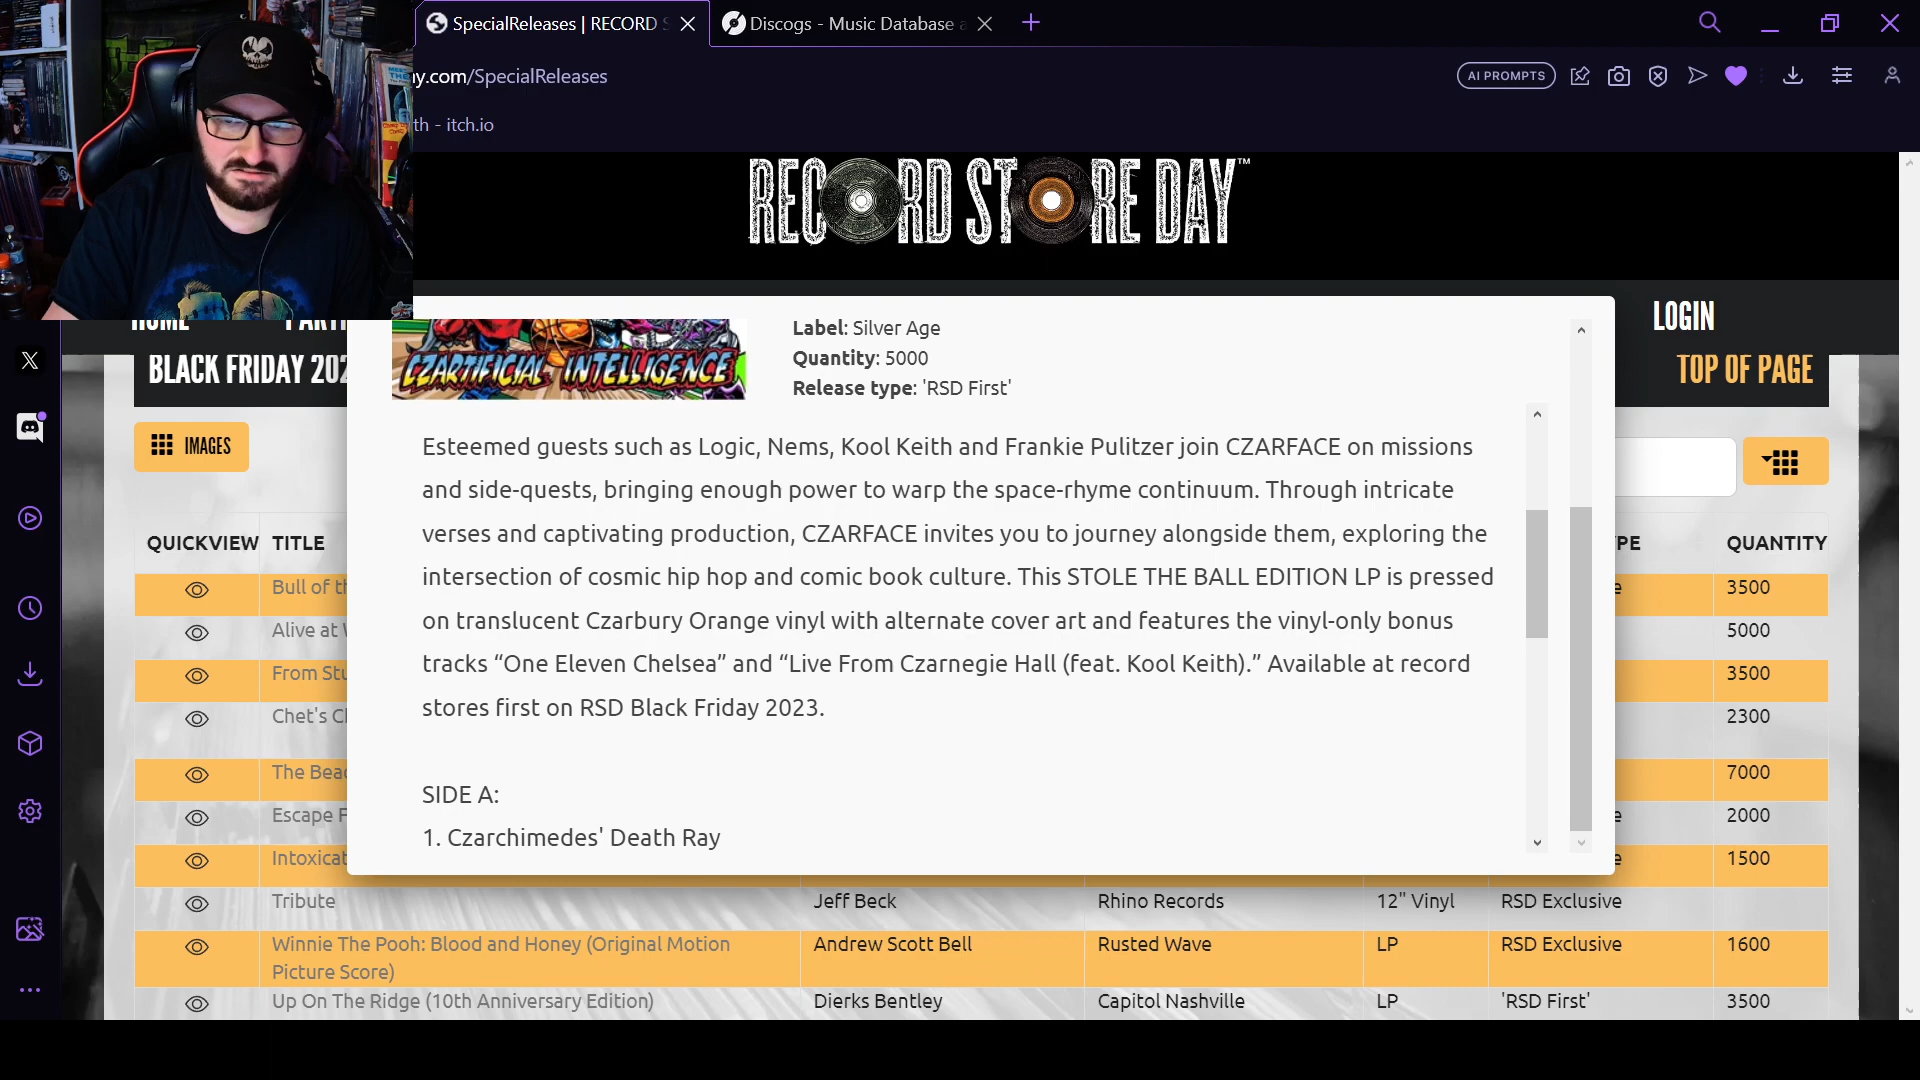 SpecialReleases | RECORD S
Discogs - Music Database a
y.com/SpecialReleases
AI PROMPTS
th - itch.io
RECORD STORE DAY™
HOME
PARTI
LOGIN
BLACK FRIDAY 202
TOP OF PAGE
IMAGES
CZARTIFICIAL INTELLIGENCE
Label: Silver Age
Quantity: 5000
Release type: 'RSD First'
Esteemed guests such as Logic, Nems, Kool Keith and Frankie Pulitzer join CZARFACE on missions
and side-quests, bringing enough power to warp the space-rhyme continuum. Through intricate
verses and captivating production, CZARFACE invites you to journey alongside them, exploring the
intersection of cosmic hip hop and comic book culture. This STOLE THE BALL EDITION LP is pressed
on translucent Czarbury Orange vinyl with alternate cover art and features the vinyl-only bonus
tracks “One Eleven Chelsea” and “Live From Czarnegie Hall (feat. Kool Keith).” Available at record
stores first on RSD Black Friday 2023.
SIDE A:
1. Czarchimedes' Death Ray
QUICKVIEW TITLE PE QUANTITY
Bull of th e 3500
Alive at W 5000
From Stu 3500
Chet's Cl 2300
The Beac 7000
Escape F e 2000
Intoxicat e 1500
Tribute Jeff Beck Rhino Records 12" Vinyl RSD Exclusive
Winnie The Pooh: Blood and Honey (Original Motion Andrew Scott Bell Rusted Wave LP RSD Exclusive 1600
Picture Score)
Up On The Ridge (10th Anniversary Edition) Dierks Bentley Capitol Nashville LP 'RSD First' 3500